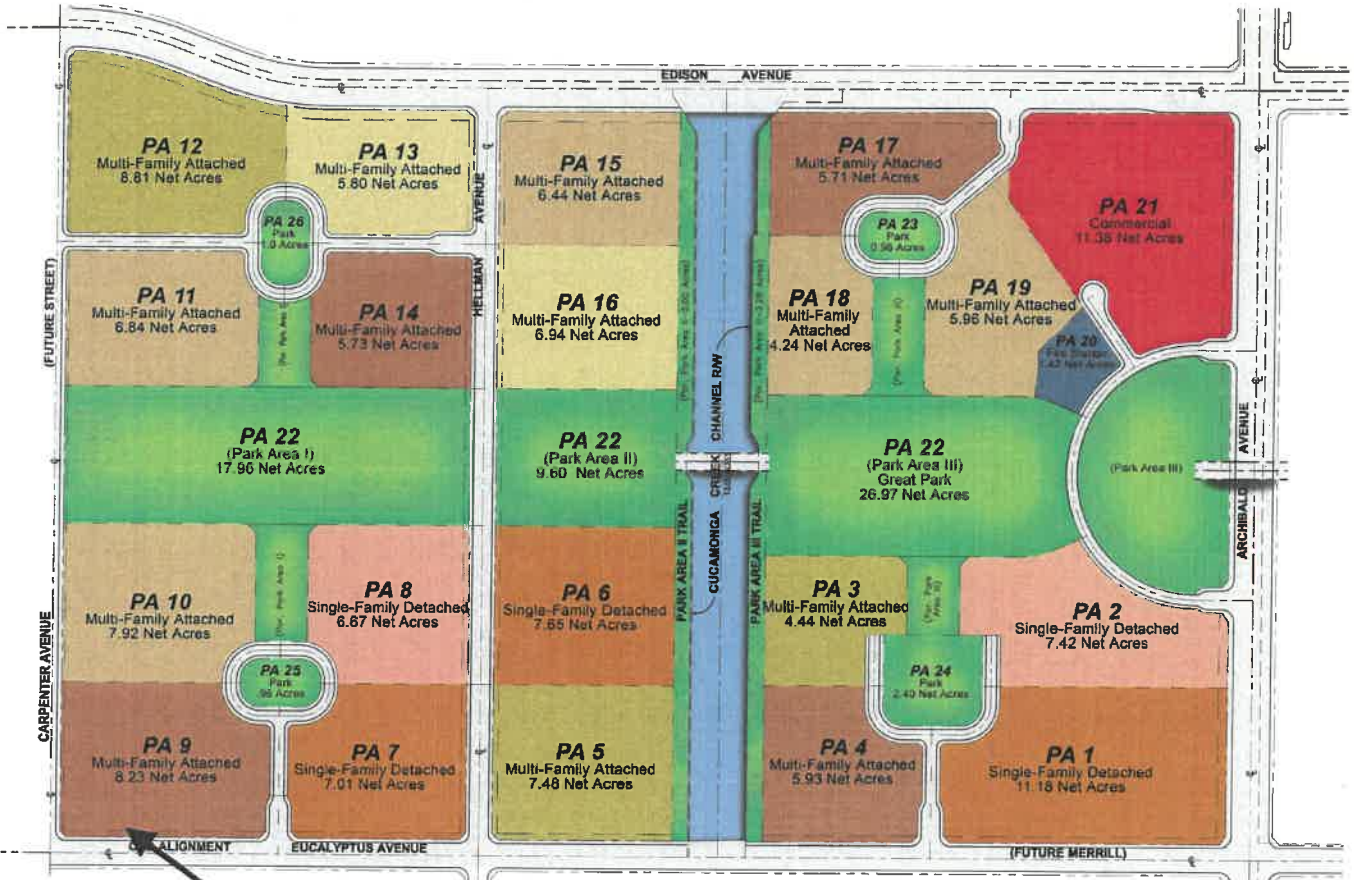 EDISON AVENUE
PA 12
Multi-Family Attached
8.81 Net Acres
PA 13
Multi-Family Attached
5.80 Net Acres
HELLMAN AVENUE
PA 15
Multi-Family Attached
6.44 Net Acres
PA 17
Multi-Family Attached
5.71 Net Acres
PA 21
Commercial
11.38 Net Acres
PA 26
Park
1.0 Acres
PA 23
Park
0.96 Acres
(FUTURE STREET)
PA 11
Multi-Family Attached
6.84 Net Acres
PA 14
Multi-Family Attached
5.73 Net Acres
PA 16
Multi-Family Attached
6.94 Net Acres
PA 18
Multi-Family
Attached
4.24 Net Acres
PA 19
Multi-Family Attached
5.96 Net Acres
PA 20
Fire Station
1.42 Net Acres
PA 22
(Park Area I)
17.96 Net Acres
PA 22
(Park Area II)
9.60 Net Acres
CUCAMONGA CREEK CHANNEL R/W
PA 22
(Park Area III)
Great Park
26.97 Net Acres
(Park Area III)
ARCHIBALD AVENUE
PARK AREA II TRAIL
PARK AREA III TRAIL
PA 10
Multi-Family Attached
7.92 Net Acres
PA 8
Single-Family Detached
6.67 Net Acres
PA 6
Single-Family Detached
7.65 Net Acres
PA 3
Multi-Family Attached
4.44 Net Acres
PA 2
Single-Family Detached
7.42 Net Acres
PA 25
Park
.96 Acres
PA 24
Park
2.40 Net Acres
CARPENTER AVENUE
PA 9
Multi-Family Attached
8.23 Net Acres
PA 7
Single-Family Detached
7.01 Net Acres
PA 5
Multi-Family Attached
7.48 Net Acres
PA 4
Multi-Family Attached
5.93 Net Acres
PA 1
Single-Family Detached
11.18 Net Acres
ALIGNMENT
EUCALYPTUS AVENUE
(FUTURE MERRILL)